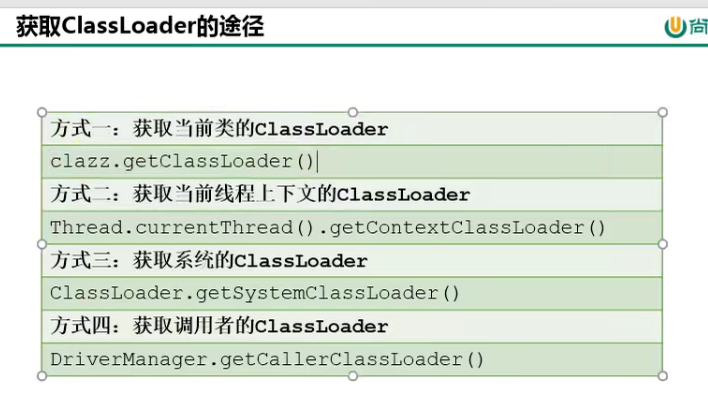 获取ClassLoader的途径
尚
方式一：获取当前类的ClassLoader
clazz.getClassLoader()
方式二：获取当前线程上下文的ClassLoader
Thread.currentThread().getContextClassLoader()
方式三：获取系统的ClassLoader
ClassLoader.getSystemClassLoader()
方式四：获取调用者的ClassLoader
DriverManager.getCallerClassLoader()